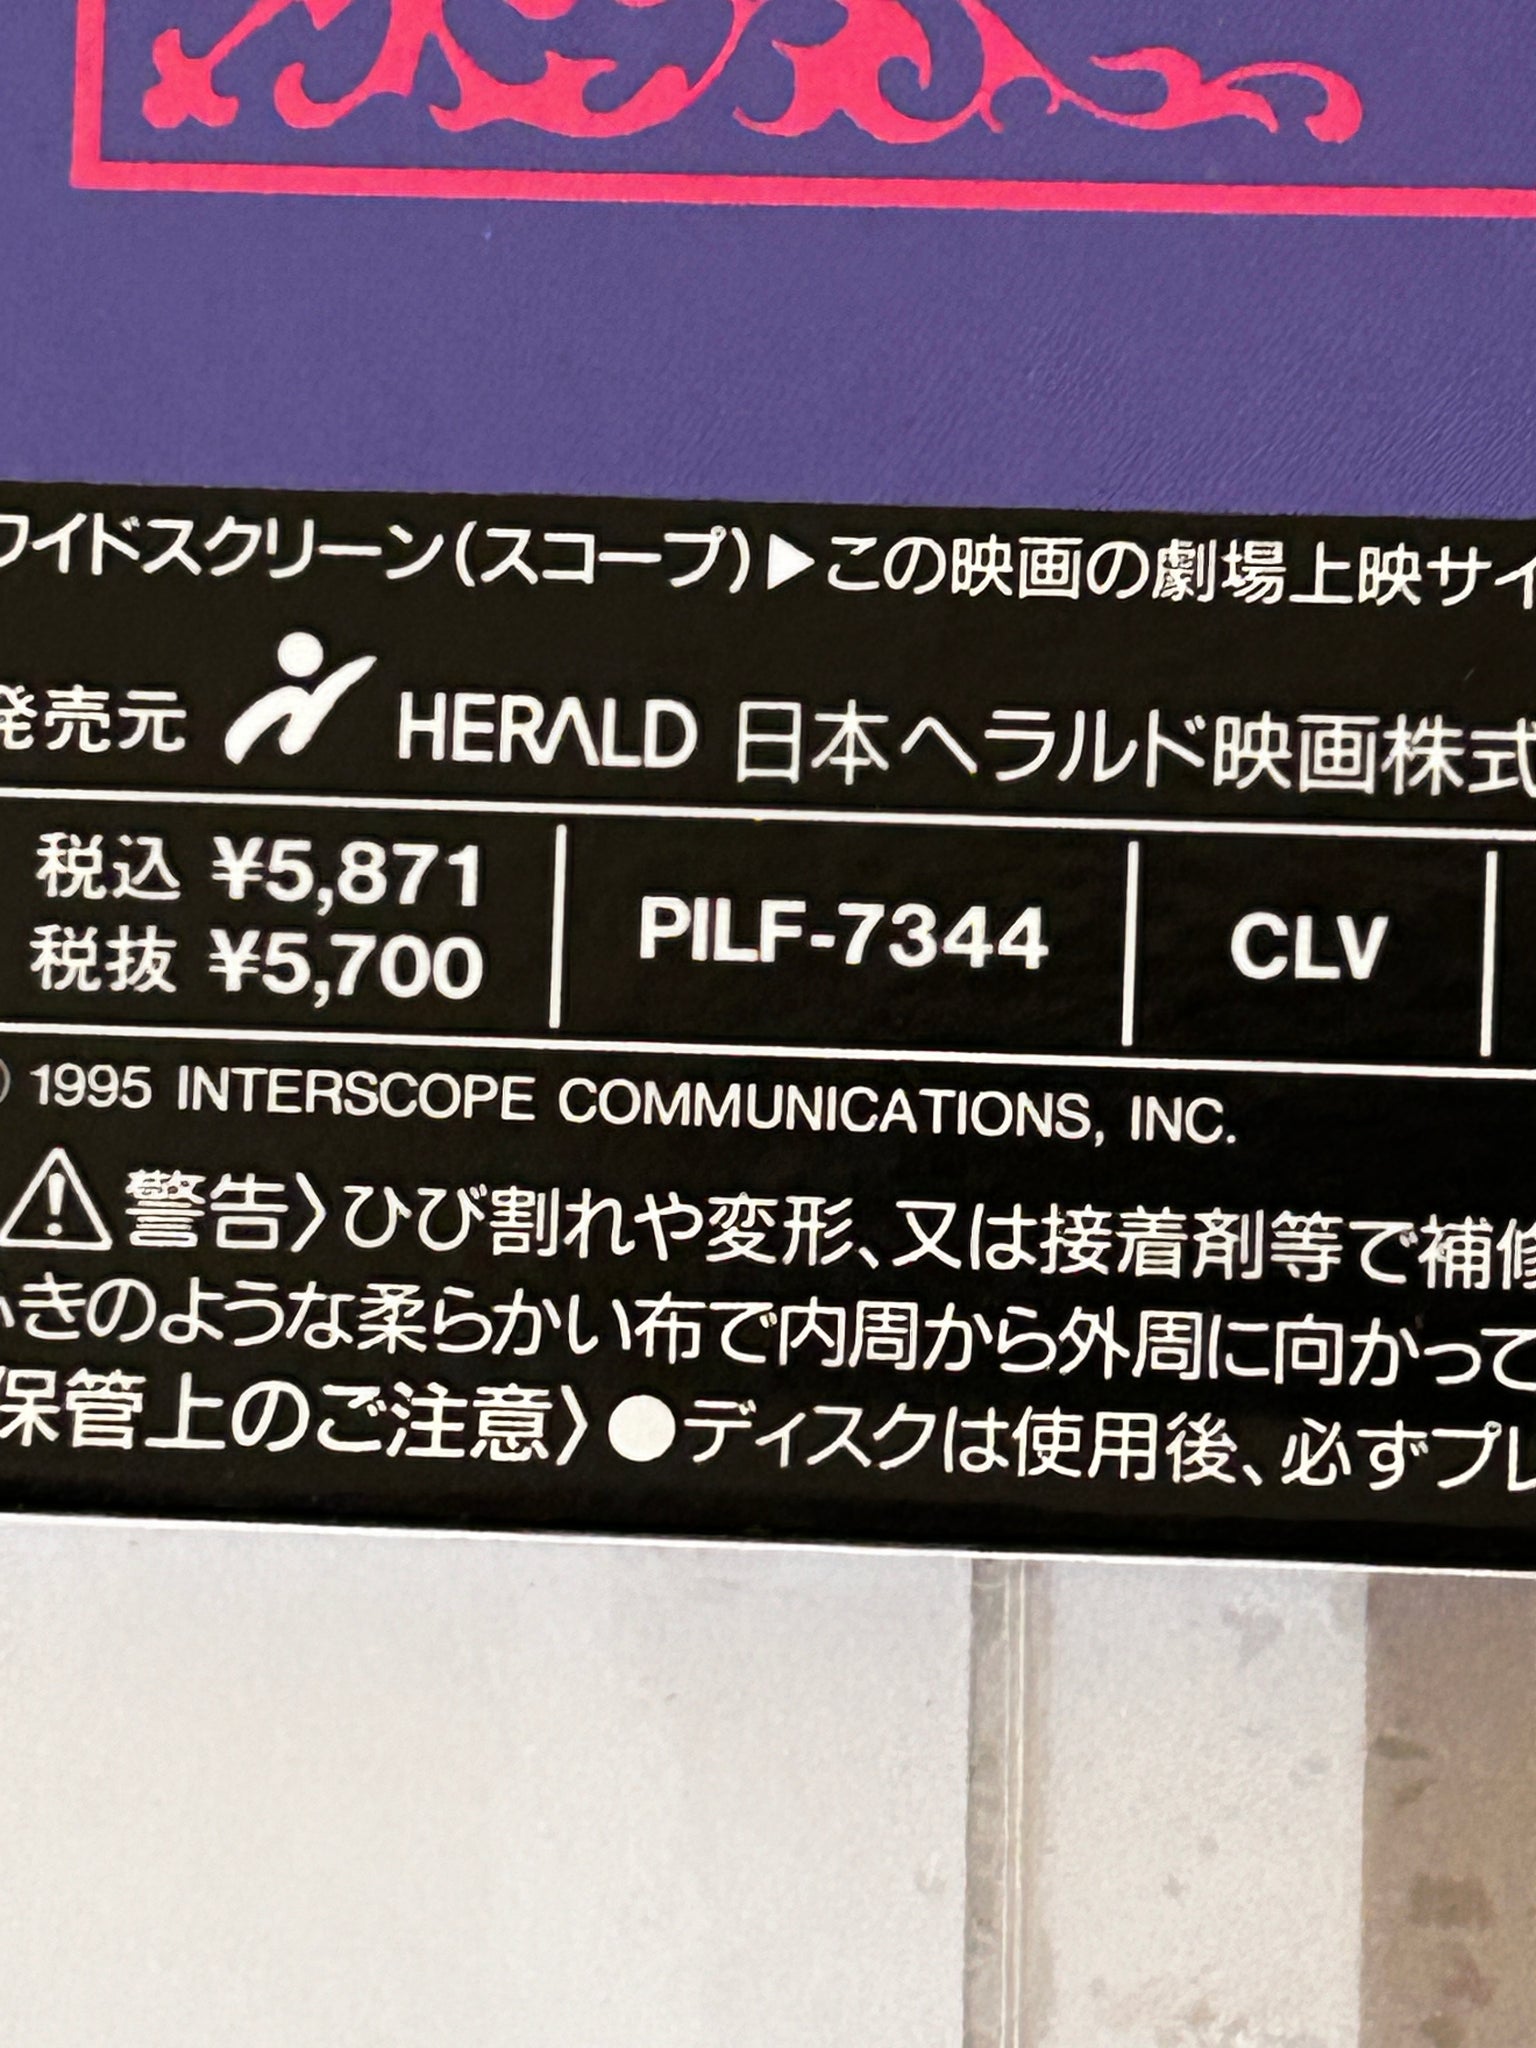 ワイドスクリーン(スコープ)▶この映画の劇場上映サイ
発売元 HERALD 日本ヘラルド映画株式
税込 ¥5,871
税抜 ¥5,700
PILF-7344
CLV
1995 INTERSCOPE COMMUNICATIONS, INC.
⚠警告〉ひび割れや変形、又は接着剤等で補修
ふきのような柔らかい布で内周から外周に向かって
保管上のご注意〉●ディスクは使用後、必ずプレ